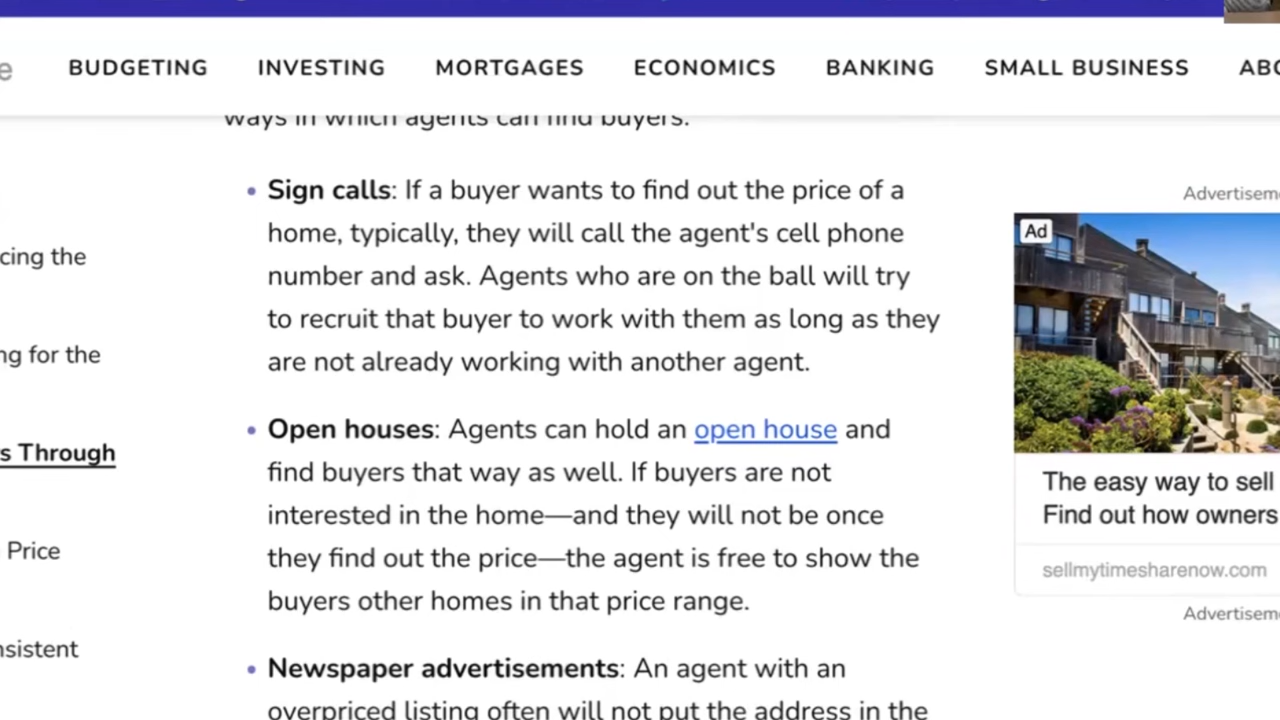 e BUDGETING INVESTING MORTGAGES ECONOMICS BANKING SMALL BUSINESS ABO
ways in which agents can find buyers.
cing the
ng for the
s Through
Price
nsistent
• Sign calls: If a buyer wants to find out the price of a
home, typically, they will call the agent's cell phone
number and ask. Agents who are on the ball will try
to recruit that buyer to work with them as long as they
are not already working with another agent.
• Open houses: Agents can hold an open house and
find buyers that way as well. If buyers are not
interested in the home—and they will not be once
they find out the price—the agent is free to show the
buyers other homes in that price range.
• Newspaper advertisements: An agent with an
overpriced listing often will not put the address in the
Advertisem
Ad
The easy way to sell
Find out how owners
sellmytimesharenow.com
Advertisem